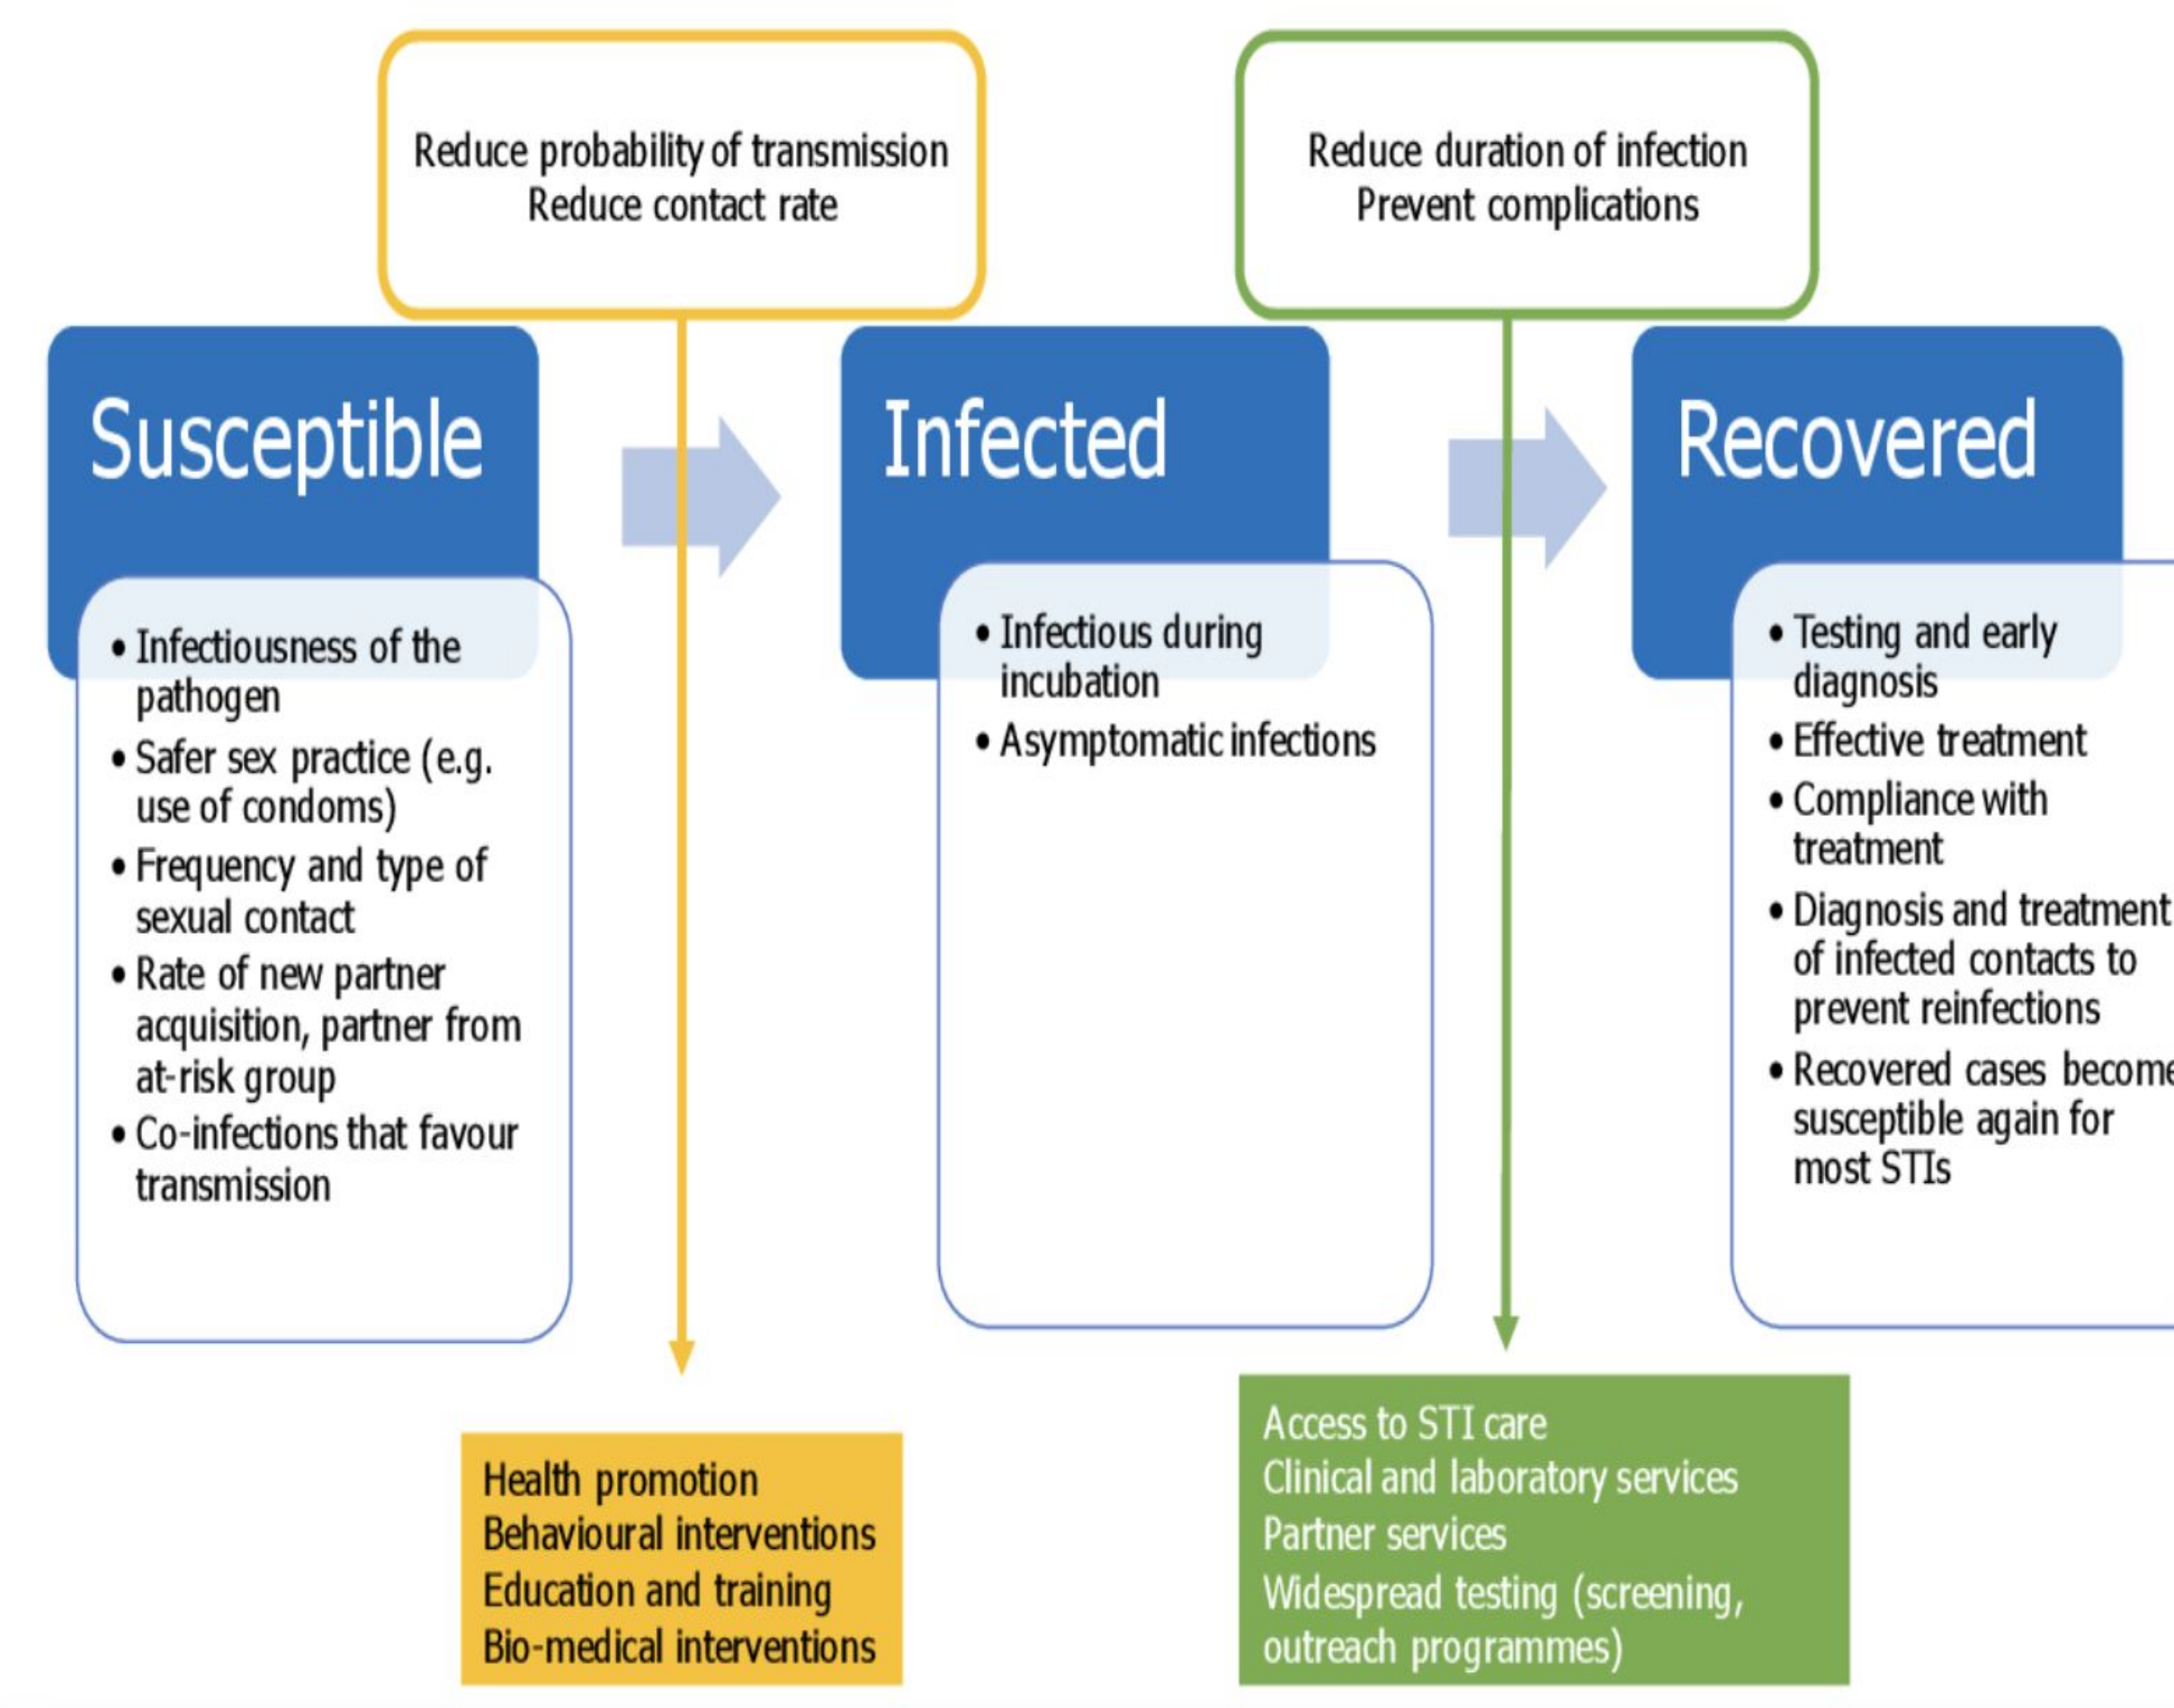 Reduce probability of transmission
Reduce contact rate
Reduce duration of infection
Prevent complications
Susceptible
• Infectiousness of the
pathogen
• Safer sex practice (e.g.
use of condoms)
• Frequency and type of
sexual contact
• Rate of new partner
acquisition, partner from
at-risk group
• Co-infections that favour
transmission
Infected
• Infectious during
incubation
• Asymptomatic infections
Recovered
• Testing and early
diagnosis
• Effective treatment
• Compliance with
treatment
• Diagnosis and treatment
of infected contacts to
prevent reinfections
• Recovered cases become
susceptible again for
most STIs
Health promotion
Behavioural interventions
Education and training
Bio-medical interventions
Access to STI care
Clinical and laboratory services
Partner services
Widespread testing (screening,
outreach programmes)